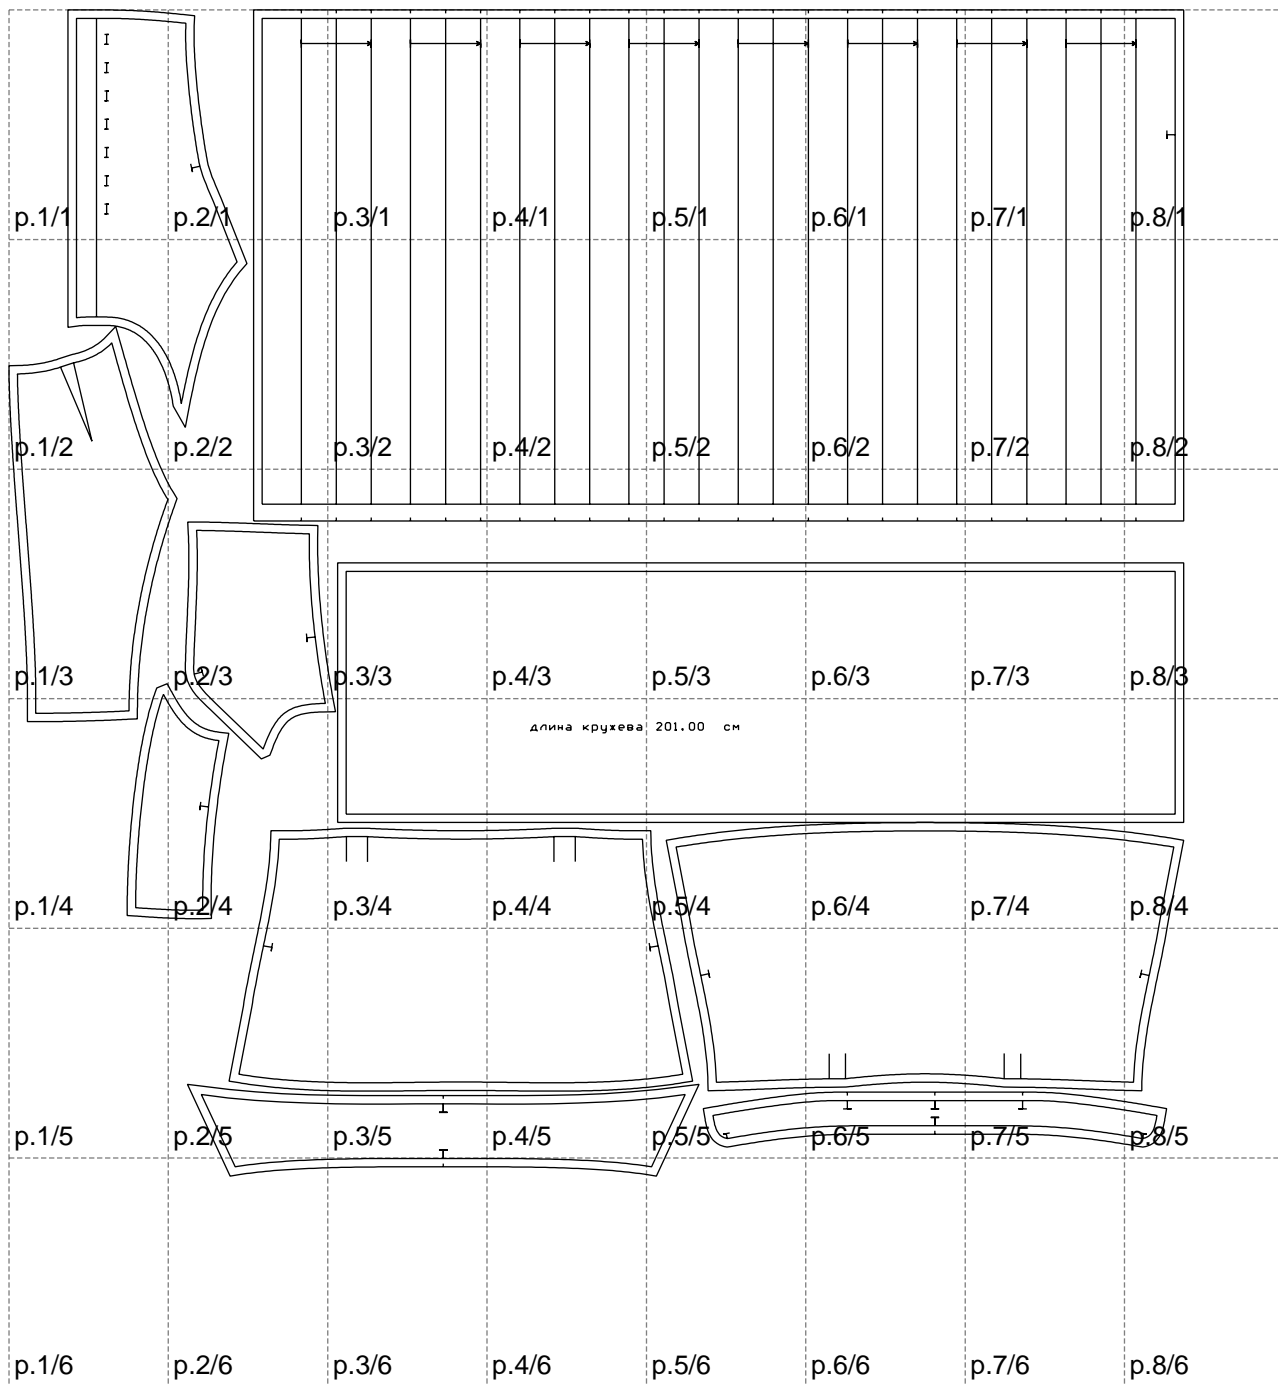 p.1/1 p.2/1 p.3/1 p.4/1 p.5/1 p.6/1 p.7/1 p.8/1
p.1/2 p.2/2 p.3/2 p.4/2 p.5/2 p.6/2 p.7/2 p.8/2
p.1/3 p.2/3 p.3/3 p.4/3 p.5/3 p.6/3 p.7/3 p.8/3
длина кружева 201.00 см
p.1/4 p.2/4 p.3/4 p.4/4 p.5/4 p.6/4 p.7/4 p.8/4
p.1/5 p.2/5 p.3/5 p.4/5 p.5/5 p.6/5 p.7/5 p.8/5
p.1/6 p.2/6 p.3/6 p.4/6 p.5/6 p.6/6 p.7/6 p.8/6